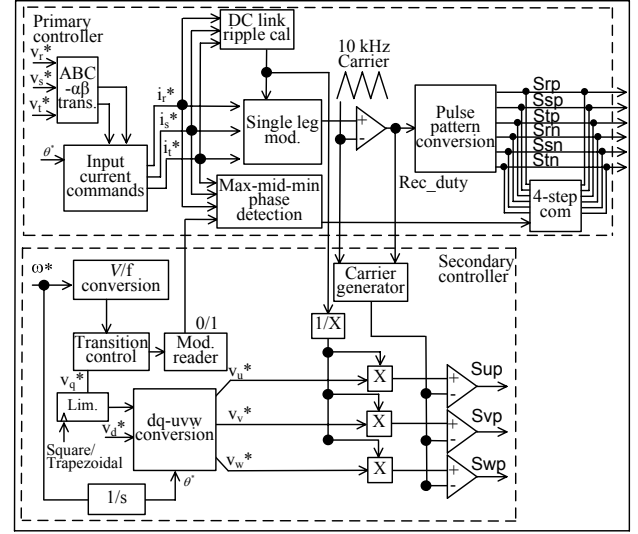 Primary
controller
v_r*
v_s*
v_t*
ABC
-αβ
trans.
θ*
Input
current
commands
i_r*
i_s*
i_t*
DC link
ripple cal
Single leg
mod.
Max-mid-min
phase
detection
10 kHz
Carrier
+
-
Rec_duty
Pulse
pattern
conversion
Srp
Ssp
Stp
Srn
Ssn
Stn
4-step
com
Secondary
controller
ω*
V/f
conversion
Transition
control
0/1
Mod.
reader
v_q*
Lim.
v_d*
Square/
Trapezoidal
dq-uvw
conversion
1/s
θ*
v_u*
v_v*
v_w*
Carrier
generator
1/X
X
X
X
+
-
Sup
+
-
Svp
+
-
Swp